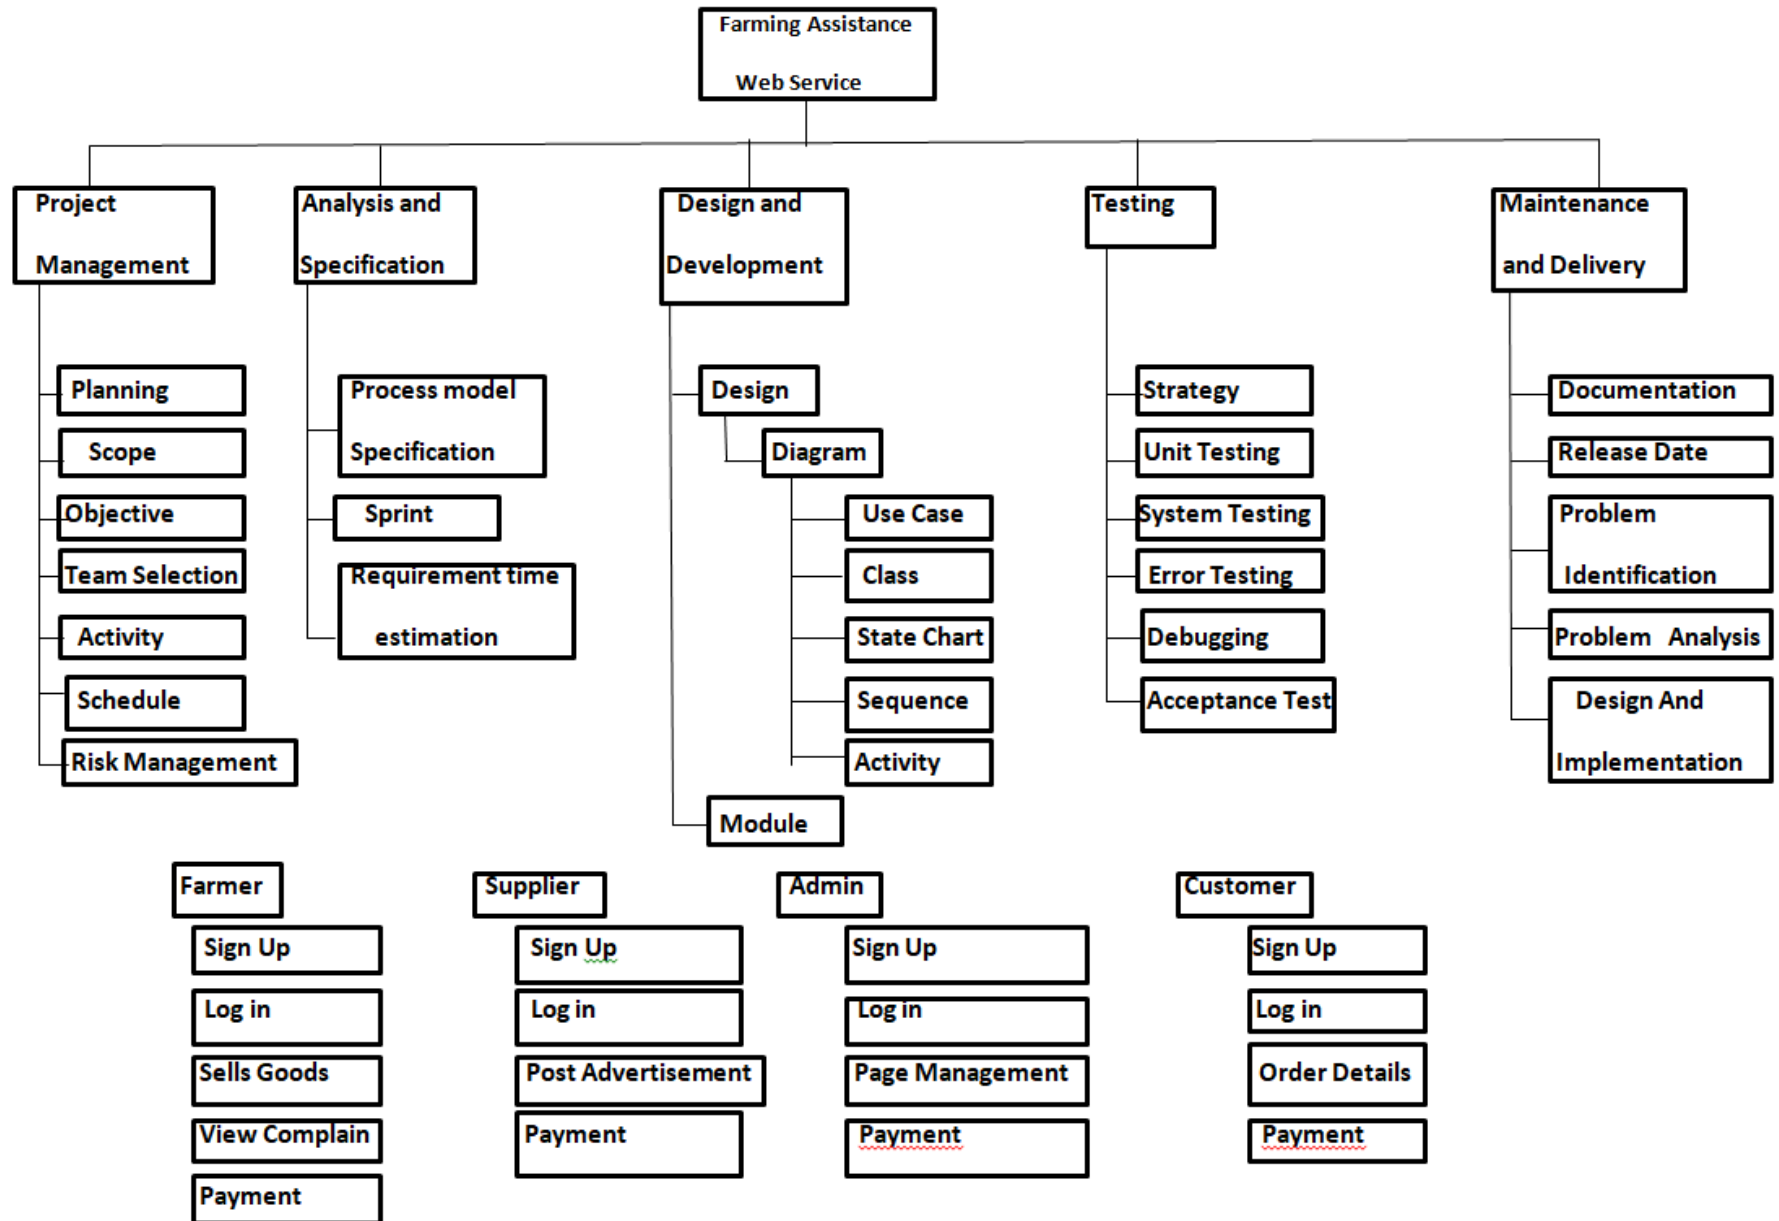 Farming Assistance
Web Service
Project
Management
Analysis and
Specification
Design and
Development
Testing
Maintenance
and Delivery
Planning
Scope
Objective
Team Selection
Activity
Schedule
Risk Management
Process model
Specification
Sprint
Requirement time
estimation
Design
Diagram
Use Case
Class
State Chart
Sequence
Activity
Module
Strategy
Unit Testing
System Testing
Error Testing
Debugging
Acceptance Test
Documentation
Release Date
Problem
Identification
Problem Analysis
Design And
Implementation
Farmer
Sign Up
Log in
Sells Goods
View Complain
Payment
Supplier
Sign Up
Log in
Post Advertisement
Payment
Admin
Sign Up
Log in
Page Management
Payment
Customer
Sign Up
Log in
Order Details
Payment